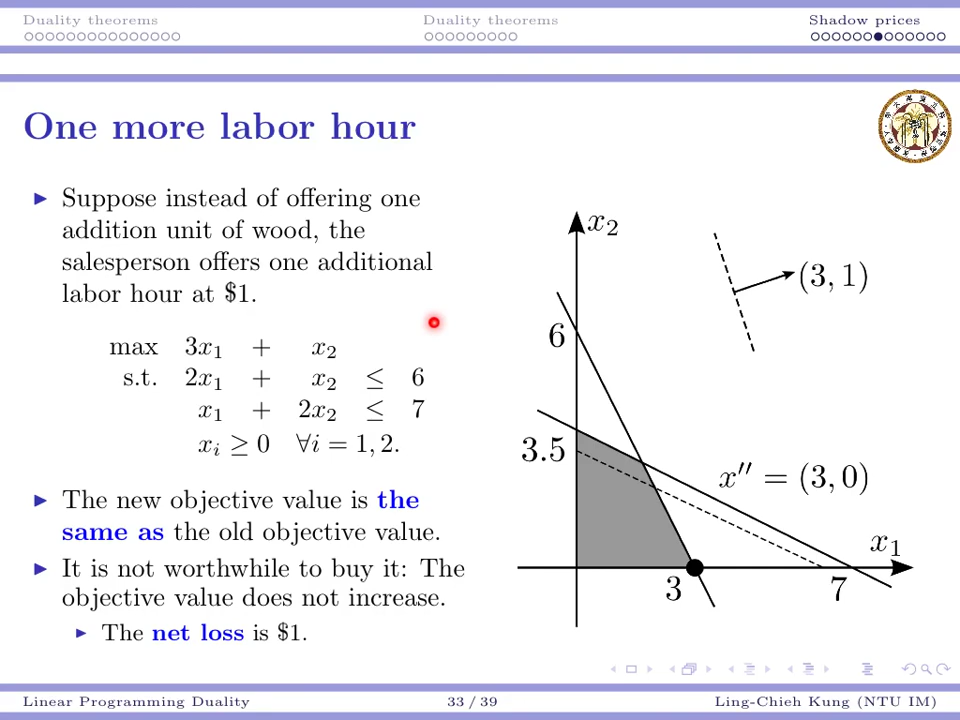 Duality theorems
Duality theorems
Shadow prices
One more labor hour
Suppose instead of offering one
addition unit of wood, the
salesperson offers one additional
labor hour at $1.
max 3x₁ + x₂
s.t. 2x₁ + x₂ ≤ 6
x₁ + 2x₂ ≤ 7
xᵢ ≥ 0 ∀i = 1, 2.
The new objective value is the
same as the old objective value.
It is not worthwhile to buy it: The
objective value does not increase.
The net loss is $1.
x₂
(3, 1)
6
3.5
x′′ = (3, 0)
x₁
3
7
Linear Programming Duality
33 / 39
Ling-Chieh Kung (NTU IM)